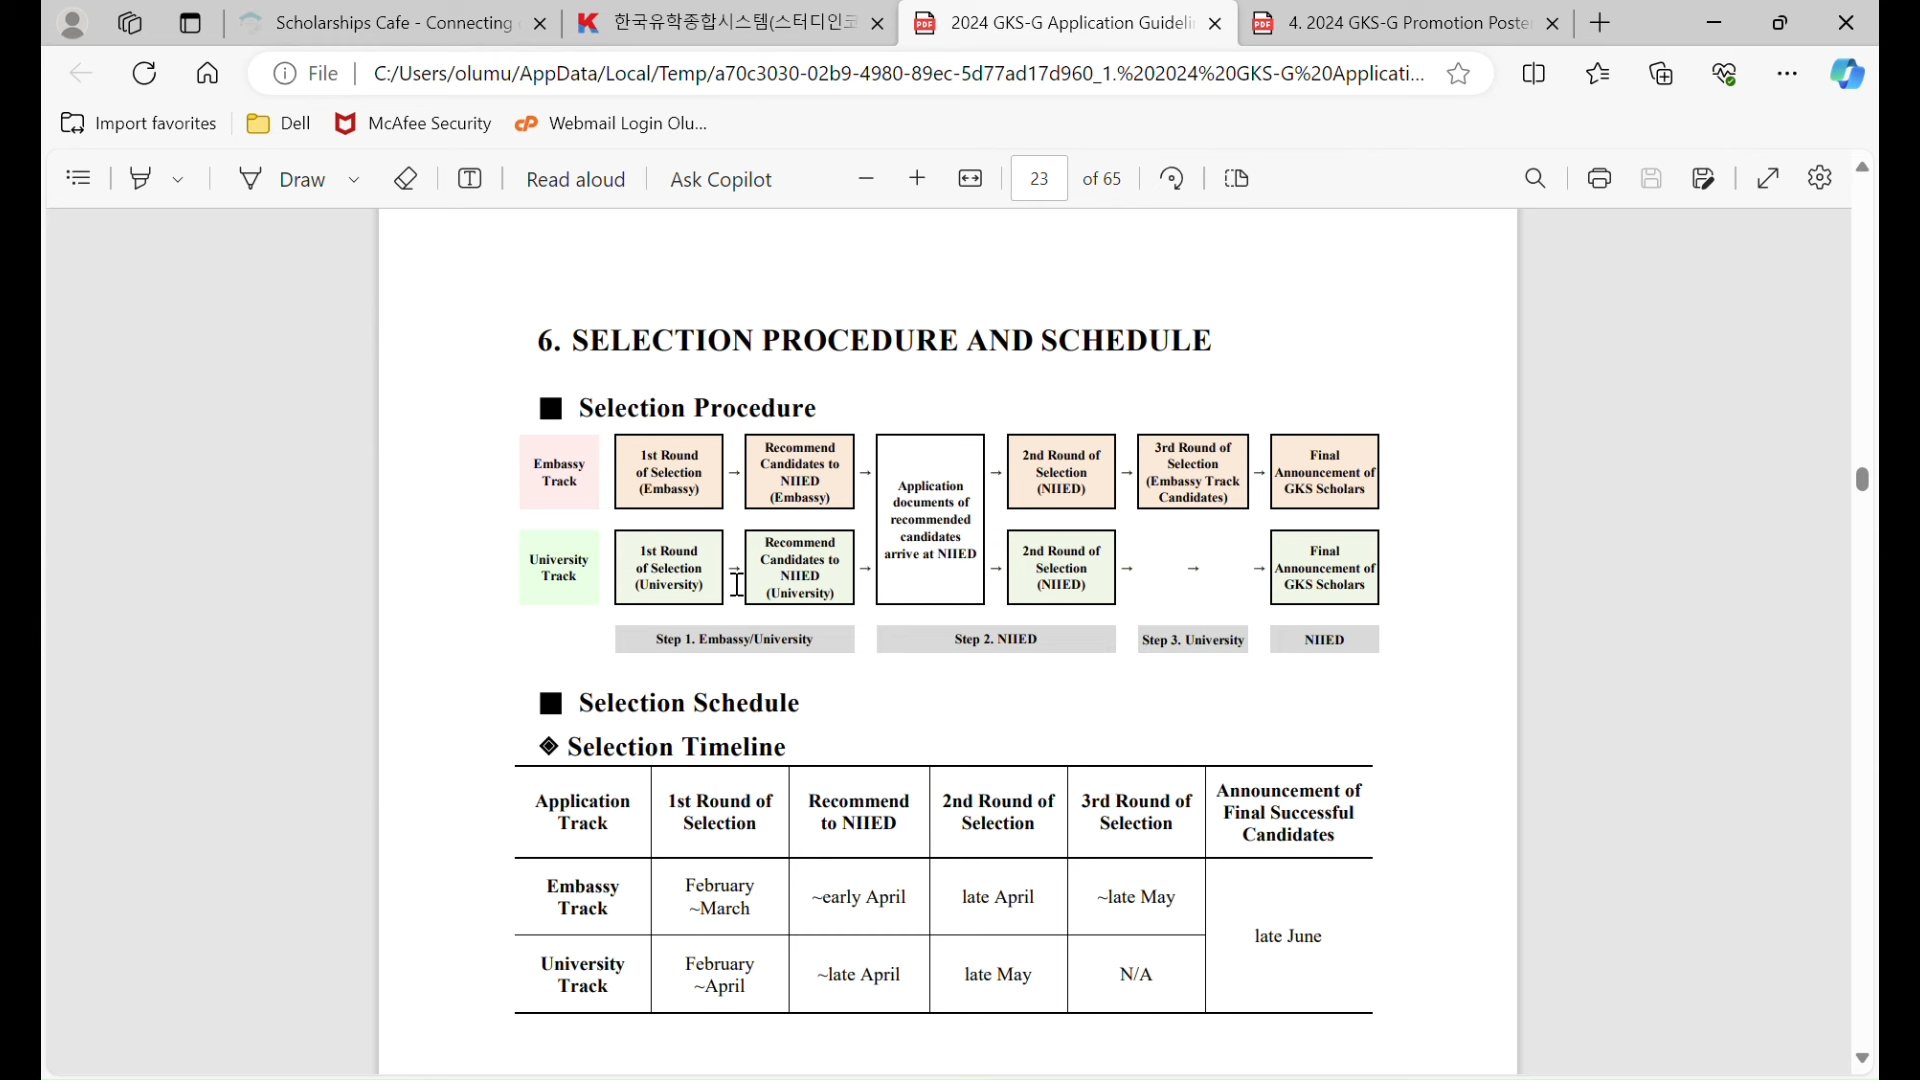 Scholarships Cafe - Connecting
한국유학종합시스템(스터디인코
2024 GKS-G Application Guideli
4. 2024 GKS-G Promotion Poste
File
C:/Users/olumu/AppData/Local/Temp/a70c3030-02b9-4980-89ec-5d77ad17d960_1.%202024%20GKS-G%20Applicati...
Import favorites
Dell
McAfee Security
Webmail Login Olu...
Draw
Read aloud
Ask Copilot
23
of 65
6. SELECTION PROCEDURE AND SCHEDULE
■ Selection Procedure
Embassy
Track
1st Round
of Selection
(Embassy)
→
Recommend
Candidates to
NIIED
(Embassy)
→
Application
documents of
recommended
candidates
arrive at NIIED
→
2nd Round of
Selection
(NIIED)
→
3rd Round of
Selection
(Embassy Track
Candidates)
→
Final
Announcement of
GKS Scholars
University
Track
1st Round
of Selection
(University)
→
Recommend
Candidates to
NIIED
(University)
→
→
2nd Round of
Selection
(NIIED)
→
→
→
Final
Announcement of
GKS Scholars
Step 1. Embassy/University
Step 2. NIIED
Step 3. University
NIIED
■ Selection Schedule
◈ Selection Timeline
Application
Track
1st Round of
Selection
Recommend
to NIIED
2nd Round of
Selection
3rd Round of
Selection
Announcement of
Final Successful
Candidates
Embassy
Track
February
~March
~early April
late April
~late May
late June
University
Track
February
~April
~late April
late May
N/A